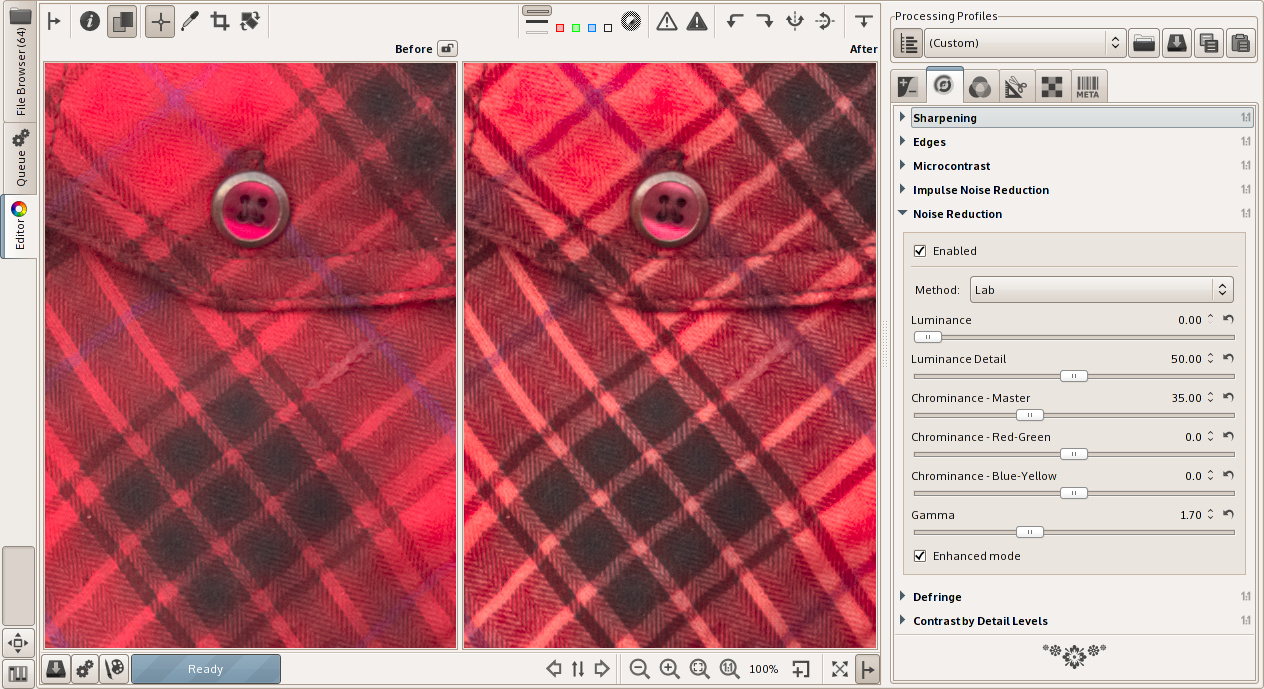 File Browser (64)
Queue
Editor
Before
After
Ready
100%
Processing Profiles
(Custom)
META
Sharpening 1:1
Edges 1:1
Microcontrast 1:1
Impulse Noise Reduction 1:1
Noise Reduction 1:1
Enabled
Method: Lab
Luminance 0.00
Luminance Detail 50.00
Chrominance - Master 35.00
Chrominance - Red-Green 0.0
Chrominance - Blue-Yellow 0.0
Gamma 1.70
Enhanced mode
Defringe 1:1
Contrast by Detail Levels 1:1